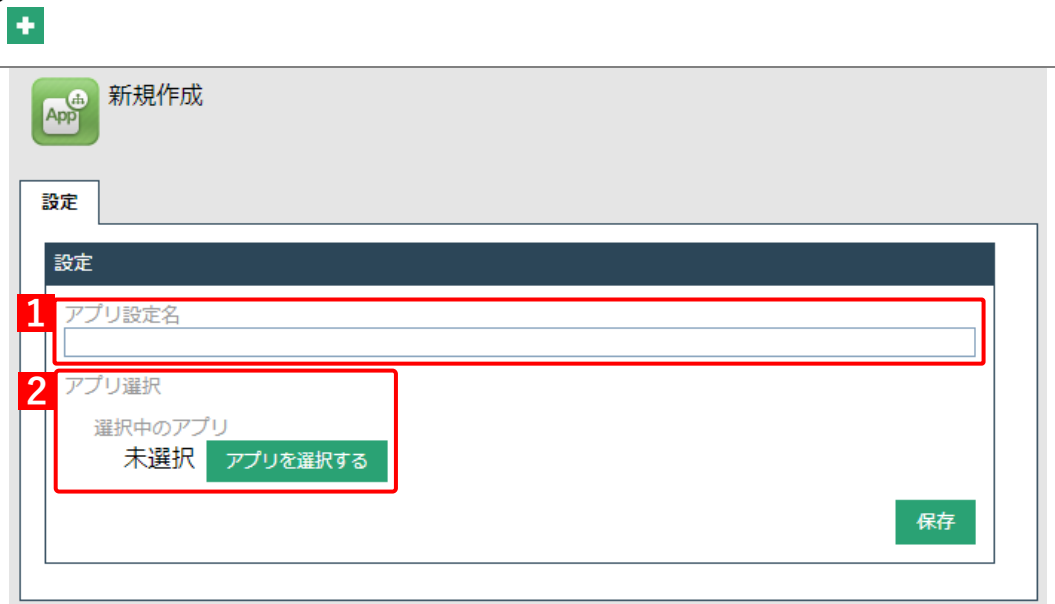 App
新規作成
設定
設定
1
アプリ設定名
2
アプリ選択
選択中のアプリ
未選択 アプリを選択する
保存